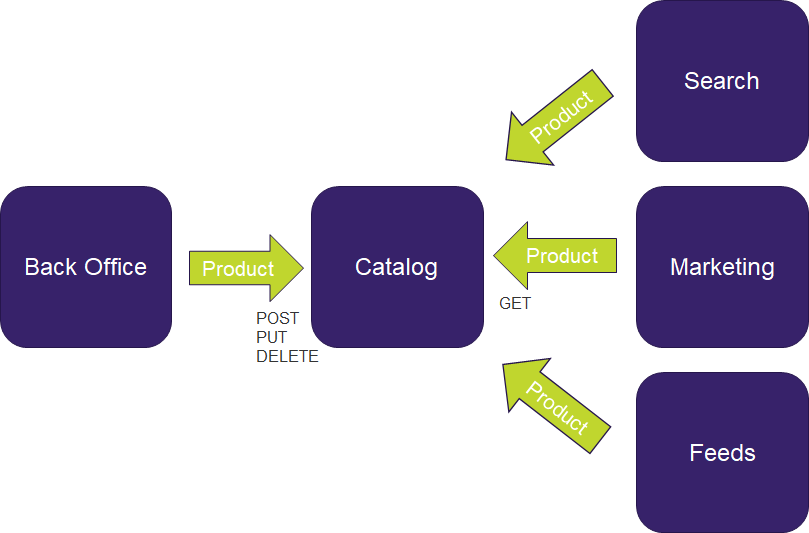 Search
Product
Back Office
Product
POST
PUT
DELETE
Catalog
Product
GET
Marketing
Product
Feeds